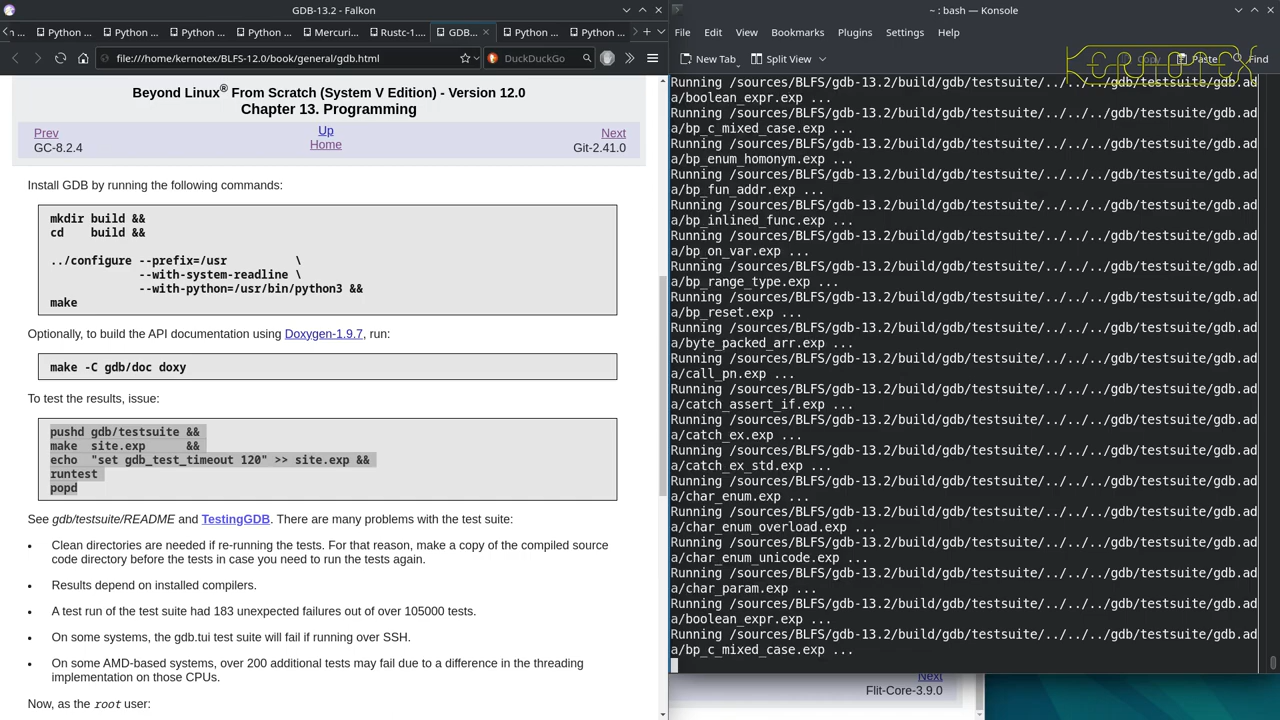 GDB-13.2 - Falkon
n ...
Python ...
Python ...
Python ...
Python ...
Mercuri...
Rustc-1....
GDB...
Python ...
Python ...
file:///home/kernotex/BLFS-12.0/book/general/gdb.html
DuckDuckGo
Beyond Linux® From Scratch (System V Edition) - Version 12.0
Chapter 13. Programming
Prev
Up
Next
GC-8.2.4
Home
Git-2.41.0
Install GDB by running the following commands:
mkdir build &&
cd    build &&
../configure --prefix=/usr          \
             --with-system-readline \
             --with-python=/usr/bin/python3 &&
make
Optionally, to build the API documentation using Doxygen-1.9.7, run:
make -C gdb/doc doxy
To test the results, issue:
pushd gdb/testsuite &&
make  site.exp      &&
echo  "set gdb_test_timeout 120" >> site.exp &&
runtest
popd
See gdb/testsuite/README and TestingGDB. There are many problems with the test suite:
• Clean directories are needed if re-running the tests. For that reason, make a copy of the compiled source
code directory before the tests in case you need to run the tests again.
• Results depend on installed compilers.
• A test run of the test suite had 183 unexpected failures out of over 105000 tests.
• On some systems, the gdb.tui test suite will fail if running over SSH.
• On some AMD-based systems, over 200 additional tests may fail due to a difference in the threading
implementation on those CPUs.
Now, as the root user:
~ : bash — Konsole
File Edit View Bookmarks Plugins Settings Help
New Tab
Split View
Copy
Paste
Find
Kernotex
Running /sources/BLFS/gdb-13.2/build/gdb/testsuite/../../../gdb/testsuite/gdb.ad
a/boolean_expr.exp ...
Running /sources/BLFS/gdb-13.2/build/gdb/testsuite/../../../gdb/testsuite/gdb.ad
a/bp_c_mixed_case.exp ...
Running /sources/BLFS/gdb-13.2/build/gdb/testsuite/../../../gdb/testsuite/gdb.ad
a/bp_enum_homonym.exp ...
Running /sources/BLFS/gdb-13.2/build/gdb/testsuite/../../../gdb/testsuite/gdb.ad
a/bp_fun_addr.exp ...
Running /sources/BLFS/gdb-13.2/build/gdb/testsuite/../../../gdb/testsuite/gdb.ad
a/bp_inlined_func.exp ...
Running /sources/BLFS/gdb-13.2/build/gdb/testsuite/../../../gdb/testsuite/gdb.ad
a/bp_on_var.exp ...
Running /sources/BLFS/gdb-13.2/build/gdb/testsuite/../../../gdb/testsuite/gdb.ad
a/bp_range_type.exp ...
Running /sources/BLFS/gdb-13.2/build/gdb/testsuite/../../../gdb/testsuite/gdb.ad
a/bp_reset.exp ...
Running /sources/BLFS/gdb-13.2/build/gdb/testsuite/../../../gdb/testsuite/gdb.ad
a/byte_packed_arr.exp ...
Running /sources/BLFS/gdb-13.2/build/gdb/testsuite/../../../gdb/testsuite/gdb.ad
a/call_pn.exp ...
Running /sources/BLFS/gdb-13.2/build/gdb/testsuite/../../../gdb/testsuite/gdb.ad
a/catch_assert_if.exp ...
Running /sources/BLFS/gdb-13.2/build/gdb/testsuite/../../../gdb/testsuite/gdb.ad
a/catch_ex.exp ...
Running /sources/BLFS/gdb-13.2/build/gdb/testsuite/../../../gdb/testsuite/gdb.ad
a/catch_ex_std.exp ...
Running /sources/BLFS/gdb-13.2/build/gdb/testsuite/../../../gdb/testsuite/gdb.ad
a/char_enum.exp ...
Running /sources/BLFS/gdb-13.2/build/gdb/testsuite/../../../gdb/testsuite/gdb.ad
a/char_enum_overload.exp ...
Running /sources/BLFS/gdb-13.2/build/gdb/testsuite/../../../gdb/testsuite/gdb.ad
a/char_enum_unicode.exp ...
Running /sources/BLFS/gdb-13.2/build/gdb/testsuite/../../../gdb/testsuite/gdb.ad
a/char_param.exp ...
Running /sources/BLFS/gdb-13.2/build/gdb/testsuite/../../../gdb/testsuite/gdb.ad
a/boolean_expr.exp ...
Running /sources/BLFS/gdb-13.2/build/gdb/testsuite/../../../gdb/testsuite/gdb.ad
a/bp_c_mixed_case.exp ...
Next
Flit-Core-3.9.0